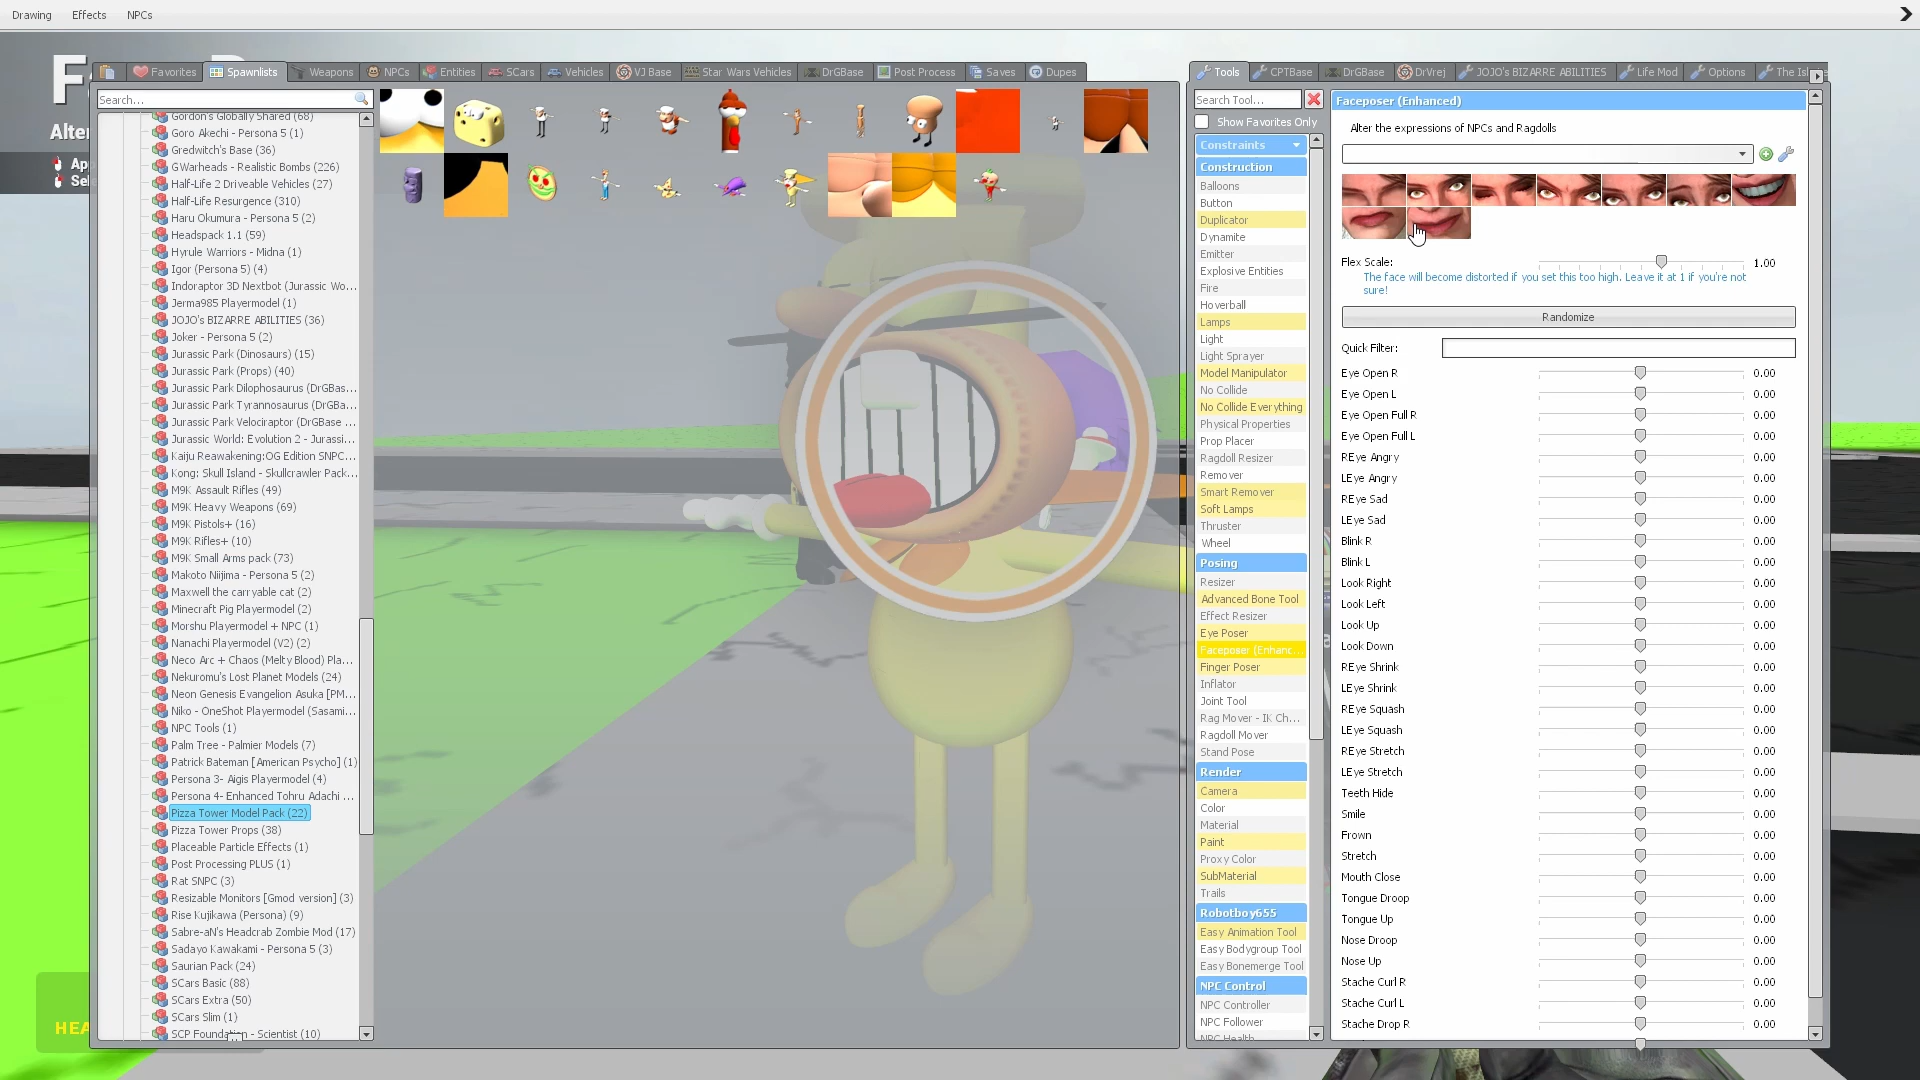 Drawing
Effects
NPCs
Favorites
Spawnlists
Weapons
NPCs
Entities
SCars
Vehicles
VJ Base
Star Wars Vehicles
DrGBase
Post Process
Saves
Dupes
Search...
Gordon's Globally Shared (68)
Goro Akechi - Persona 5 (1)
Gredwitch's Base (36)
GWarheads - Realistic Bombs (226)
Half-Life 2 Driveable Vehicles (27)
Half-Life Resurgence (310)
Haru Okumura - Persona 5 (2)
Headspack 1.1 (59)
Hyrule Warriors - Midna (1)
Igor (Persona 5) (4)
Indoraptor 3D Nextbot (Jurassic Wo...
Jerma985 Playermodel (1)
JOJO's BIZARRE ABILITIES (36)
Joker - Persona 5 (2)
Jurassic Park (Dinosaurs) (15)
Jurassic Park (Props) (40)
Jurassic Park Dilophosaurus (DrGBas...
Jurassic Park Tyrannosaurus (DrGBa...
Jurassic Park Velociraptor (DrGBase ...
Jurassic World: Evolution 2 - Jurassi...
Kaiju Reawakening:OG Edition SNPC...
Kong: Skull Island - Skullcrawler Pack...
M9K Assault Rifles (49)
M9K Heavy Weapons (69)
M9K Pistols+ (16)
M9K Rifles+ (10)
M9K Small Arms pack (73)
Makoto Niijima - Persona 5 (2)
Maxwell the carryable cat (2)
Minecraft Pig Playermodel (2)
Morshu Playermodel + NPC (1)
Nanachi Playermodel (V2) (2)
Neco Arc + Chaos (Melty Blood) Pla...
Nekuromu's Lost Planet Models (24)
Neon Genesis Evangelion Asuka [PM...
Niko - OneShot Playermodel (Sasami...
NPC Tools (1)
Palm Tree - Palmier Models (7)
Patrick Bateman [American Psycho] (1)
Persona 3- Aigis Playermodel (4)
Persona 4- Enhanced Tohru Adachi ...
Pizza Tower Model Pack (22)
Pizza Tower Props (38)
Placeable Particle Effects (1)
Post Processing PLUS (1)
Rat SNPC (3)
Resizable Monitors [Gmod version] (3)
Rise Kujikawa (Persona) (9)
Sabre-aN's Headcrab Zombie Mod (17)
Sadayo Kawakami - Persona 5 (3)
Saurian Pack (24)
SCars Basic (88)
SCars Extra (50)
SCars Slim (1)
SCP Foundation - Scientist (10)
Tools
CPTBase
DrGBase
DrVrej
JOJO's BIZARRE ABILITIES
Life Mod
Options
The Isl
Search Tool...
Show Favorites Only
Constraints
Construction
Balloons
Button
Duplicator
Dynamite
Emitter
Explosive Entities
Fire
Hoverball
Lamps
Light
Light Sprayer
Model Manipulator
No Collide
No Collide Everything
Physical Properties
Prop Placer
Ragdoll Resizer
Remover
Smart Remover
Soft Lamps
Thruster
Wheel
Posing
Resizer
Advanced Bone Tool
Effect Resizer
Eye Poser
Faceposer (Enhanc...
Finger Poser
Inflator
Joint Tool
Rag Mover - IK Ch...
Ragdoll Mover
Stand Pose
Render
Camera
Color
Material
Paint
Proxy Color
SubMaterial
Trails
Robotboy655
Easy Animation Tool
Easy Bodygroup Tool
Easy Bonemerge Tool
NPC Control
NPC Controller
NPC Follower
NPC Health
Faceposer (Enhanced)
Alter the expressions of NPCs and Ragdolls
Flex Scale: 1.00
The face will become distorted if you set this too high. Leave it at 1 if you're not
sure!
Randomize
Quick Filter:
Eye Open R 0.00
Eye Open L 0.00
Eye Open Full R 0.00
Eye Open Full L 0.00
REye Angry 0.00
LEye Angry 0.00
REye Sad 0.00
LEye Sad 0.00
Blink R 0.00
Blink L 0.00
Look Right 0.00
Look Left 0.00
Look Up 0.00
Look Down 0.00
REye Shrink 0.00
LEye Shrink 0.00
REye Squash 0.00
LEye Squash 0.00
REye Stretch 0.00
LEye Stretch 0.00
Teeth Hide 0.00
Smile 0.00
Frown 0.00
Stretch 0.00
Mouth Close 0.00
Tongue Droop 0.00
Tongue Up 0.00
Nose Droop 0.00
Nose Up 0.00
Stache Curl R 0.00
Stache Curl L 0.00
Stache Drop R 0.00
Alter
HEA